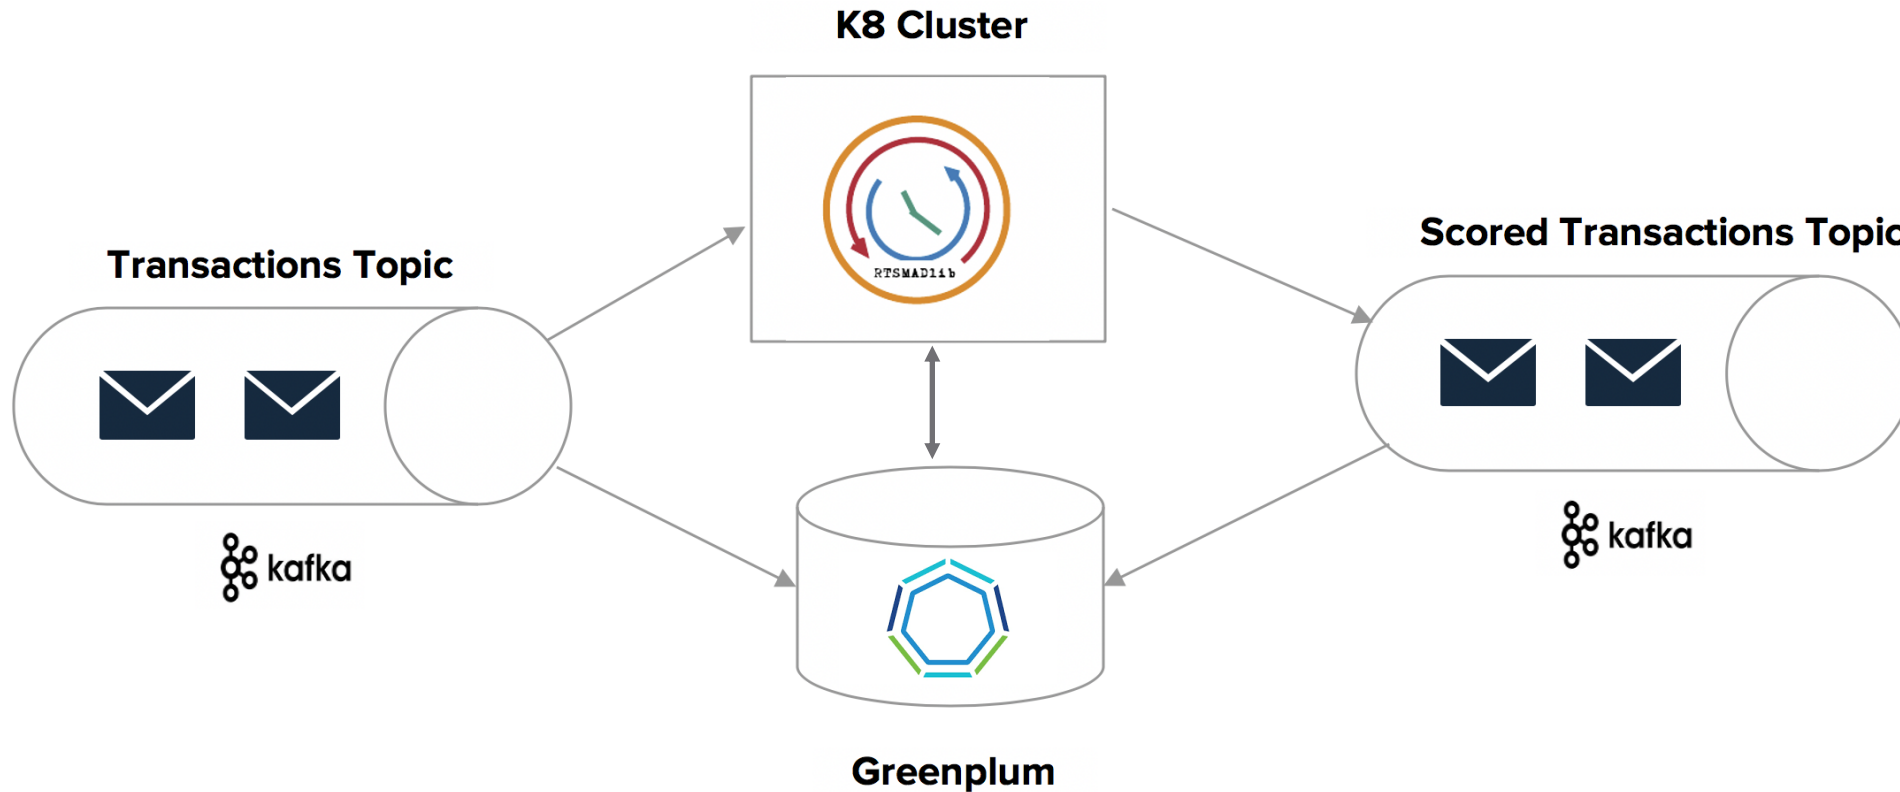 K8 Cluster
RTSMADlib
Transactions Topic
kafka
Scored Transactions Topic
kafka
Greenplum